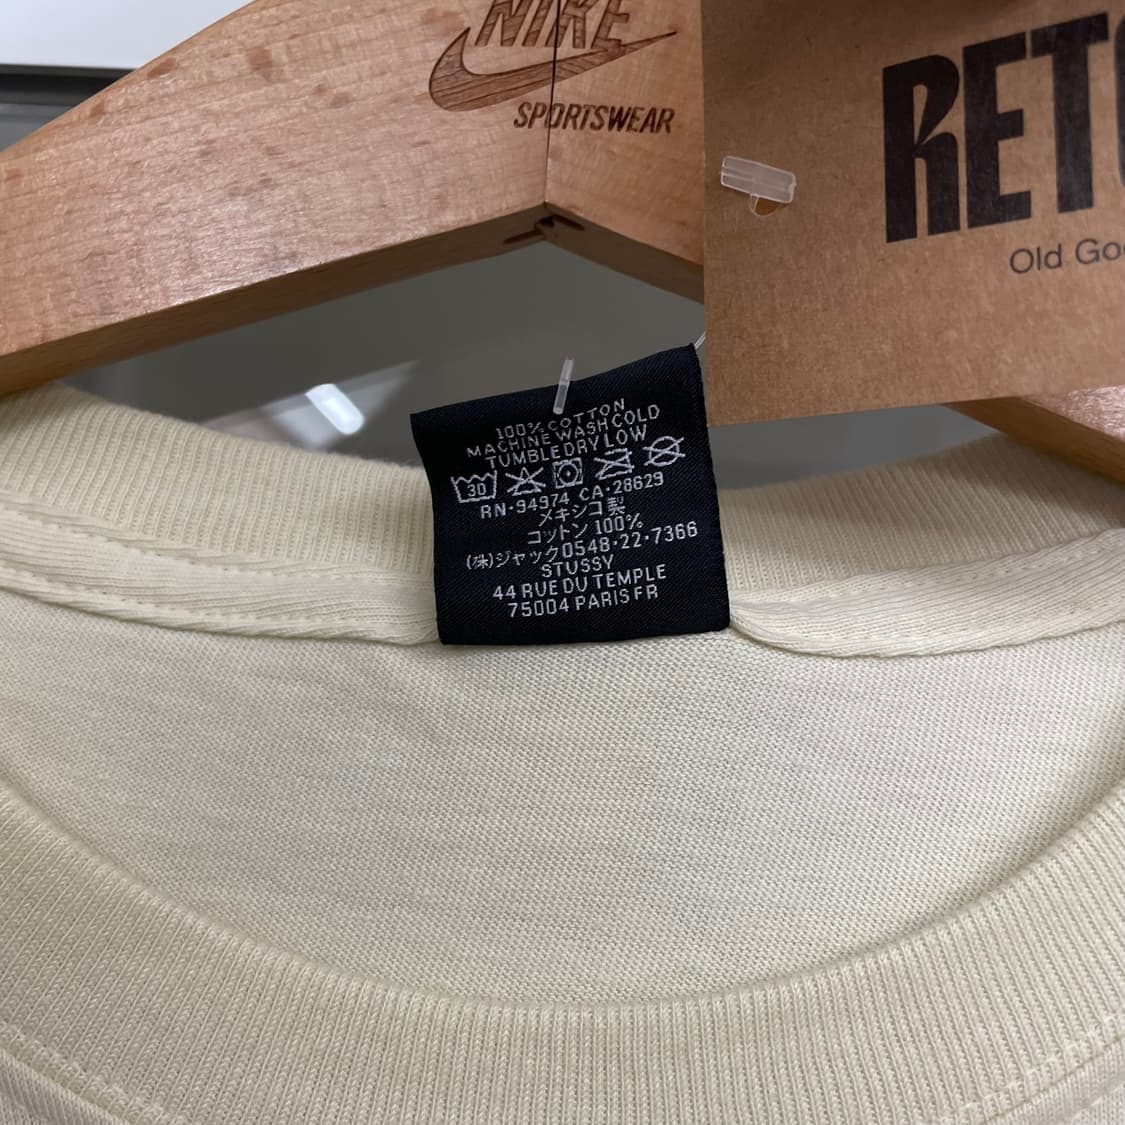 NIKE
SPORTSWEAR
RET
Old Goo
100% COTTON
MACHINE WASH COLD
TUMBLE DRY LOW
30
RN·94974 CA·28629
メキシコ製
コットン 100%
(株)ジャック0548·22·7366
STUSSY
44 RUE DU TEMPLE
75004 PARIS FR